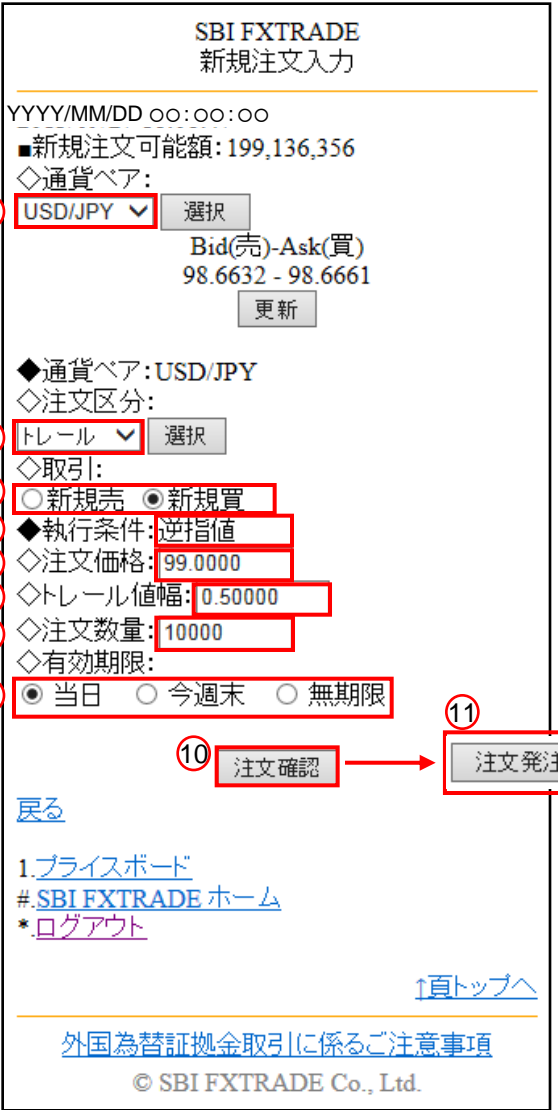 SBI FXTRADE
新規注文入力
YYYY/MM/DD ○○:○○:○○
■新規注文可能額:199,136,356
◇通貨ペア:
USD/JPY 選択
Bid(売)-Ask(買)
98.6632 - 98.6661
更新
◆通貨ペア:USD/JPY
◇注文区分:
トレール 選択
◇取引:
○新規売 ◉新規買
◆執行条件:逆指値
◇注文価格:99.0000
◇トレール値幅:0.50000
◇注文数量:10000
◇有効期限:
◉ 当日 ○ 今週末 ○ 無期限
⑪
⑩ 注文確認 注文発注
戻る
1.プライスボード
#.SBI FXTRADE ホーム
*.ログアウト
↑頁トップへ
外国為替証拠金取引に係るご注意事項
© SBI FXTRADE Co., Ltd.